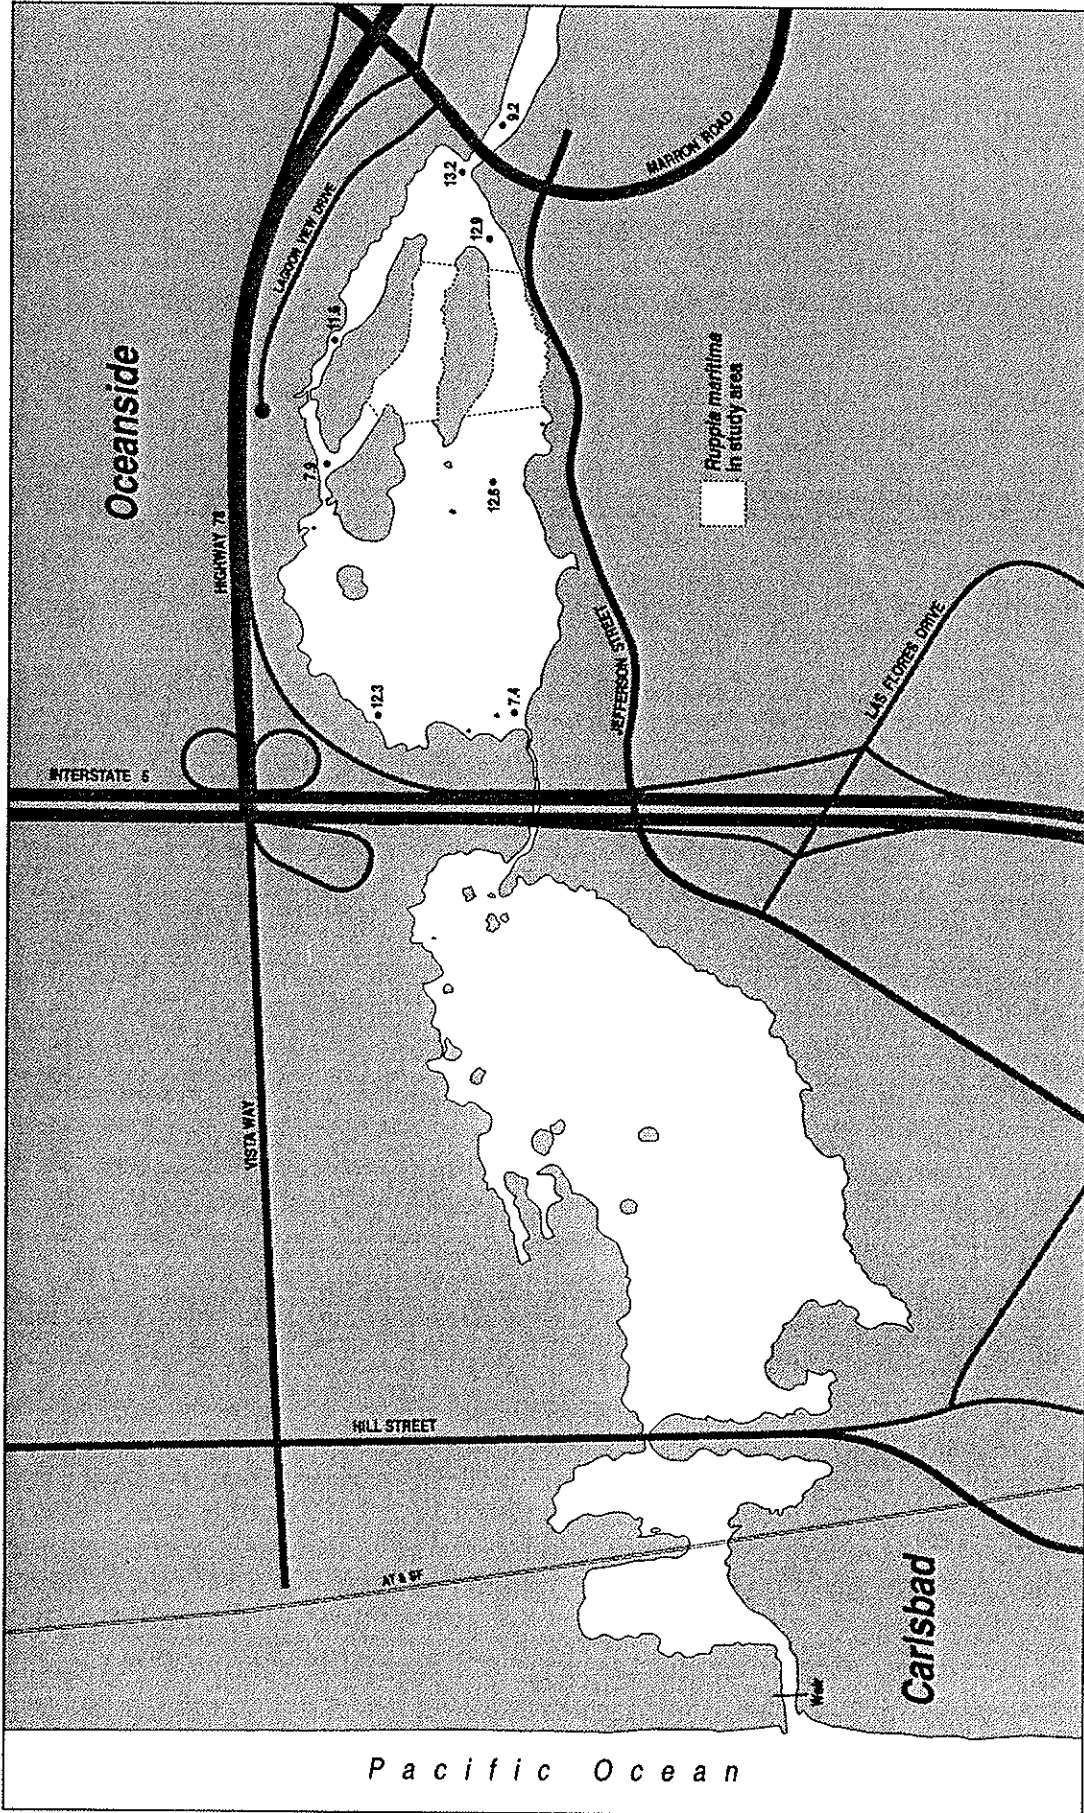 Oceanside
HIGHWAY 78
LAGOON VIEW DRIVE
INTERSTATE 5
VISTA WAY
HILL STREET
AT & SF
JEFFERSON STREET
MARRON ROAD
LAS FLORES DRIVE
7.9
11.6
13.2
9.2
12.9
12.6
12.3
7.4
Ruppia maritima
in study area
Weir
Carlsbad
Pacific Ocean